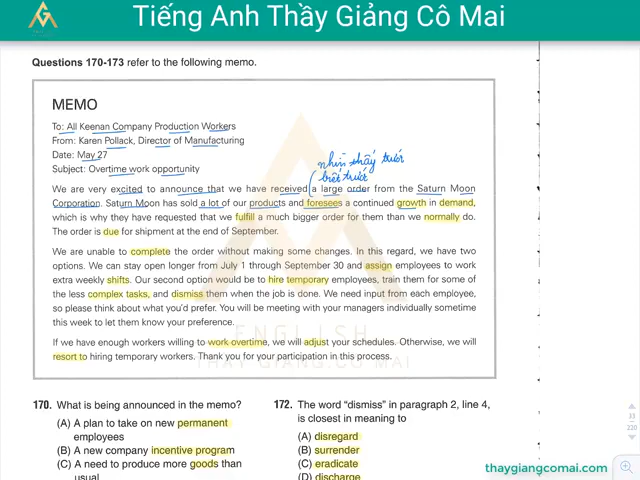 Tiếng Anh Thầy Giảng Cô Mai
Questions 170-173 refer to the following memo.
MEMO
To: All Keenan Company Production Workers
From: Karen Pollack, Director of Manufacturing
Date: May 27
Subject: Overtime work opportunity
nhìn thấy trước
biết trước
We are very excited to announce that we have received a large order from the Saturn Moon
Corporation. Saturn Moon has sold a lot of our products and foresees a continued growth in demand,
which is why they have requested that we fulfill a much bigger order for them than we normally do.
The order is due for shipment at the end of September.
We are unable to complete the order without making some changes. In this regard, we have two
options. We can stay open longer from July 1 through September 30 and assign employees to work
extra weekly shifts. Our second option would be to hire temporary employees, train them for some of
the less complex tasks, and dismiss them when the job is done. We need input from each employee,
so please think about what you'd prefer. You will be meeting with your managers individually sometime
this week to let them know your preference.
If we have enough workers willing to work overtime, we will adjust your schedules. Otherwise, we will
resort to hiring temporary workers. Thank you for your participation in this process.
ENGLISH
THAY GIANG.CO MAI
170. What is being announced in the memo?
(A) A plan to take on new permanent
employees
(B) A new company incentive program
(C) A need to produce more goods than
usual
172. The word "dismiss" in paragraph 2, line 4,
is closest in meaning to
(A) disregard
(B) surrender
(C) eradicate
(D) discharge
33
220
thaygiangcomai.com